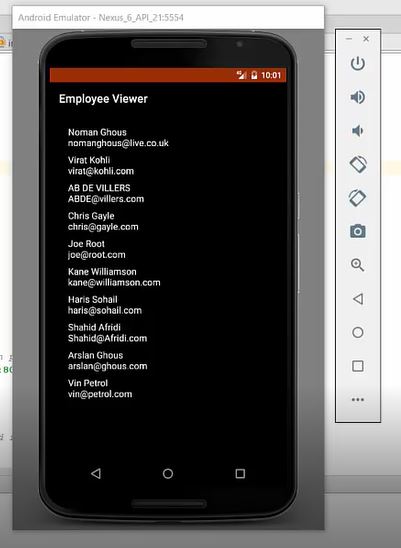 Android Emulator - Nexus_6_API_21:5554
10:01
Employee Viewer
Noman Ghous
nomanghous@live.co.uk
Virat Kohli
virat@kohli.com
AB DE VILLERS
ABDE@villers.com
Chris Gayle
chris@gayle.com
Joe Root
joe@root.com
Kane Williamson
kane@williamson.com
Haris Sohail
haris@sohail.com
Shahid Afridi
Shahid@Afridi.com
Arslan Ghous
arslan@ghous.com
Vin Petrol
vin@petrol.com